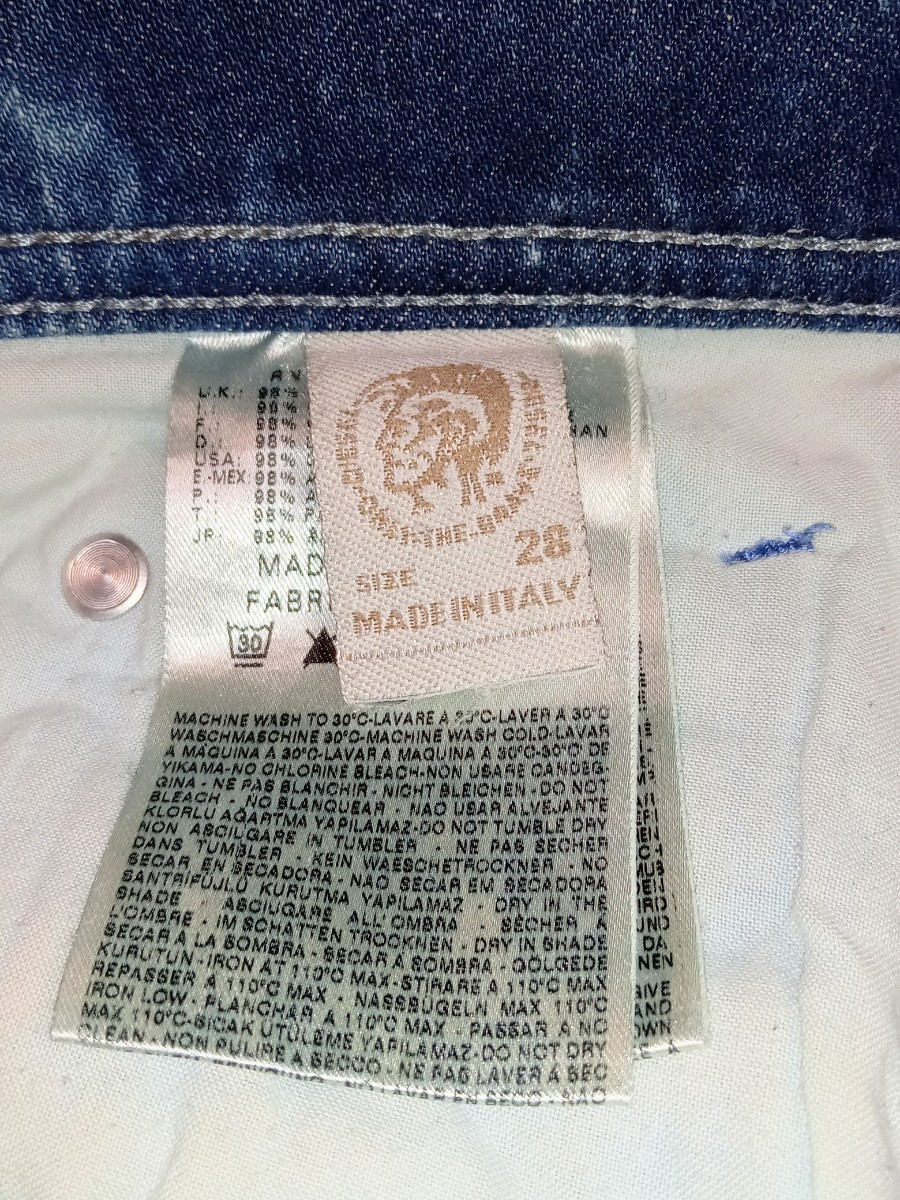 U.K.: 98%
I.: 98%
F.: 98%
D.: 98%
USA: 98%
E-MEX: 98% A
P.: 98% A
T.: 98% P
JP: 98% A
MAD
FABRI
30
DIESEL
SIZE 28
MADE IN ITALY
MACHINE WASH TO 30°C-LAVARE A 30°C-LAVER A 30°C
WASCHMASCHINE 30°C-MACHINE WASH COLD-LAVAR
A MAQUINA A 30°C-LAVAR A MAQUINA A 30°C-30°C DE
YIKAMA-NO CHLORINE BLEACH-NON USARE CANDEG-
GINA - NE PAS BLANCHIR - NICHT BLEICHEN - DO NOT
BLEACH - NO BLANQUEAR - NAO USAR ALVEJANTE
KLORLU AGARTMA YAPILAMAZ-DO NOT TUMBLE DRY
NON ASCIUGARE IN TUMBLER - NE PAS SECHER
DANS TUMBLER - KEIN WAESCHETROCKNER - NO
SECAR EN SECADORA - NAO SECAR EM SECADORA
SANTRIFUJLU KURUTMA YAPILAMAZ - DRY IN THE
SHADE - ASCIUGARE ALL'OMBRA - SÉCHER A
L'OMBRE - IM SCHATTEN TROCKNEN - DRY IN SHADE
SECAR A LA SOMBRA - SECAR A SOMBRA - GOLGEDE
KURUTUN-IRON AT 110°C MAX-STIRARE A 110°C MAX
REPASSER A 110°C MAX - NASSBÜGELN MAX 110°C
IRON LOW - PLANCHAR A 110°C MAX - PASSAR A NO
MAX 110°C-SICAK UTULEME YAPILAMAZ-DO NOT DRY
CLEAN - NON PULIRE A SECCO - NE PAS LAVER A SEC